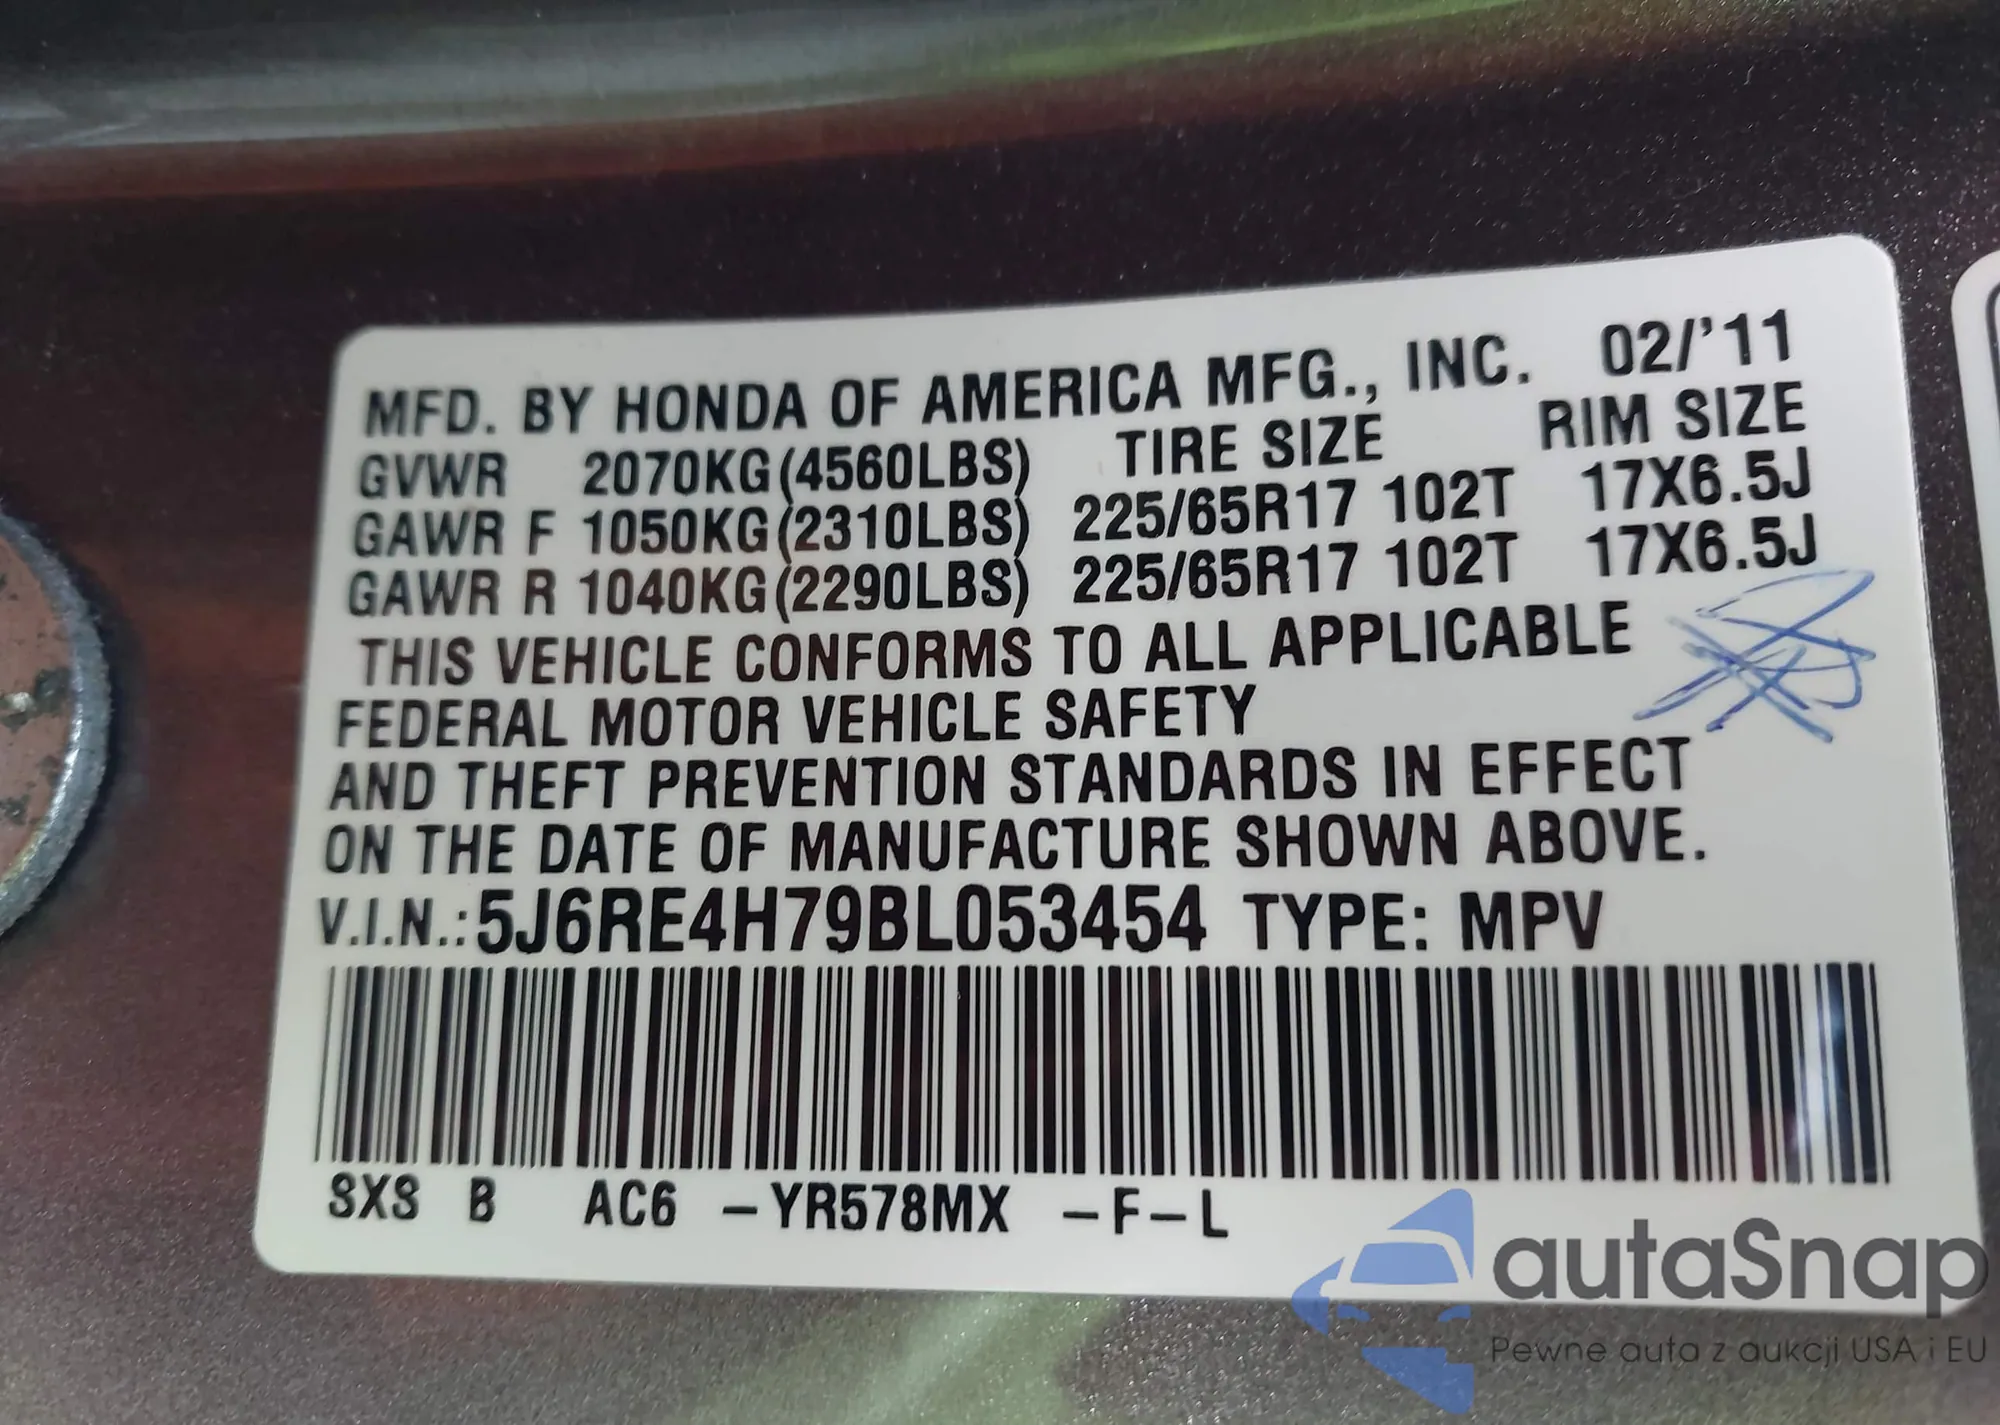 MFD. BY HONDA OF AMERICA MFG., INC. 02/'11
GVWR 2070KG(4560LBS) TIRE SIZE RIM SIZE
GAWR F 1050KG(2310LBS) 225/65R17 102T 17X6.5J
GAWR R 1040KG(2290LBS) 225/65R17 102T 17X6.5J
THIS VEHICLE CONFORMS TO ALL APPLICABLE
FEDERAL MOTOR VEHICLE SAFETY
AND THEFT PREVENTION STANDARDS IN EFFECT
ON THE DATE OF MANUFACTURE SHOWN ABOVE.
V.I.N.:5J6RE4H79BL053454 TYPE: MPV
SXS B AC6 -YR578MX -F-L
autaSnap
Pewne auta z aukcji USA i EU